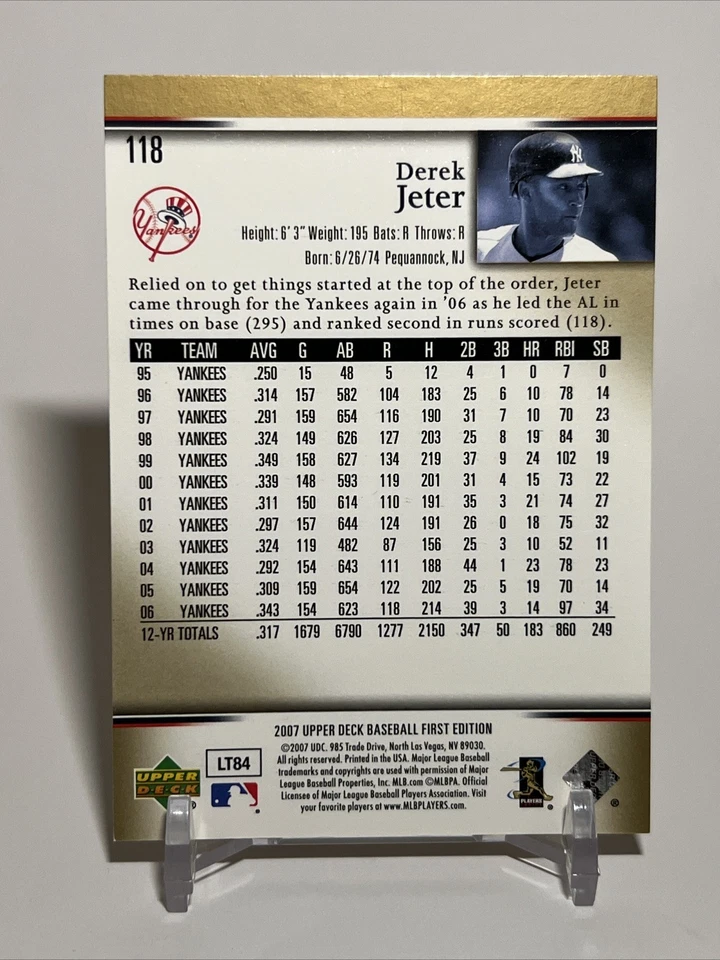 118
Derek
Jeter
NY
Yankees
Height: 6' 3" Weight: 195 Bats: R Throws: R
Born: 6/26/74 Pequannock, NJ
Relied on to get things started at the top of the order, Jeter
came through for the Yankees again in '06 as he led the AL in
times on base (295) and ranked second in runs scored (118).
YR TEAM AVG G AB R H 2B 3B HR RBI SB
95 YANKEES .250 15 48 5 12 4 1 0 7 0
96 YANKEES .314 157 582 104 183 25 6 10 78 14
97 YANKEES .291 159 654 116 190 31 7 10 70 23
98 YANKEES .324 149 626 127 203 25 8 19 84 30
99 YANKEES .349 158 627 134 219 37 9 24 102 19
00 YANKEES .339 148 593 119 201 31 4 15 73 22
01 YANKEES .311 150 614 110 191 35 3 21 74 27
02 YANKEES .297 157 644 124 191 26 0 18 75 32
03 YANKEES .324 119 482 87 156 25 3 10 52 11
04 YANKEES .292 154 643 111 188 44 1 23 78 23
05 YANKEES .309 159 654 122 202 25 5 19 70 14
06 YANKEES .343 154 623 118 214 39 3 14 97 34
12-YR TOTALS .317 1679 6790 1277 2150 347 50 183 860 249
2007 UPPER DECK BASEBALL FIRST EDITION
©2007 UDC. 985 Trade Drive, North Las Vegas, NV 89030.
All rights reserved. Printed in the USA. Major League Baseball
trademarks and copyrights are used with permission of Major
League Baseball Properties, Inc. MLB.com ©MLBPA. Official
Licensee of Major League Baseball Players Association. Visit
your favorite players at www.MLBPLAYERS.com.
UPPER
DECK
LT84
PLAYERS